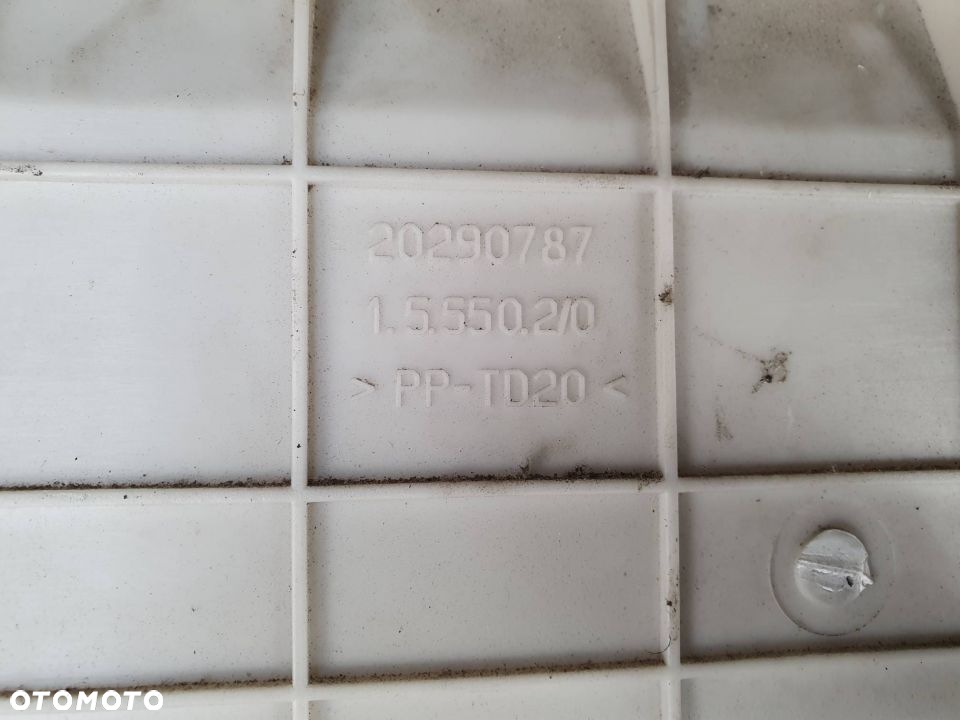 20290787
1.5.550.2/0
> PP-TD20 <
OTOMOTO